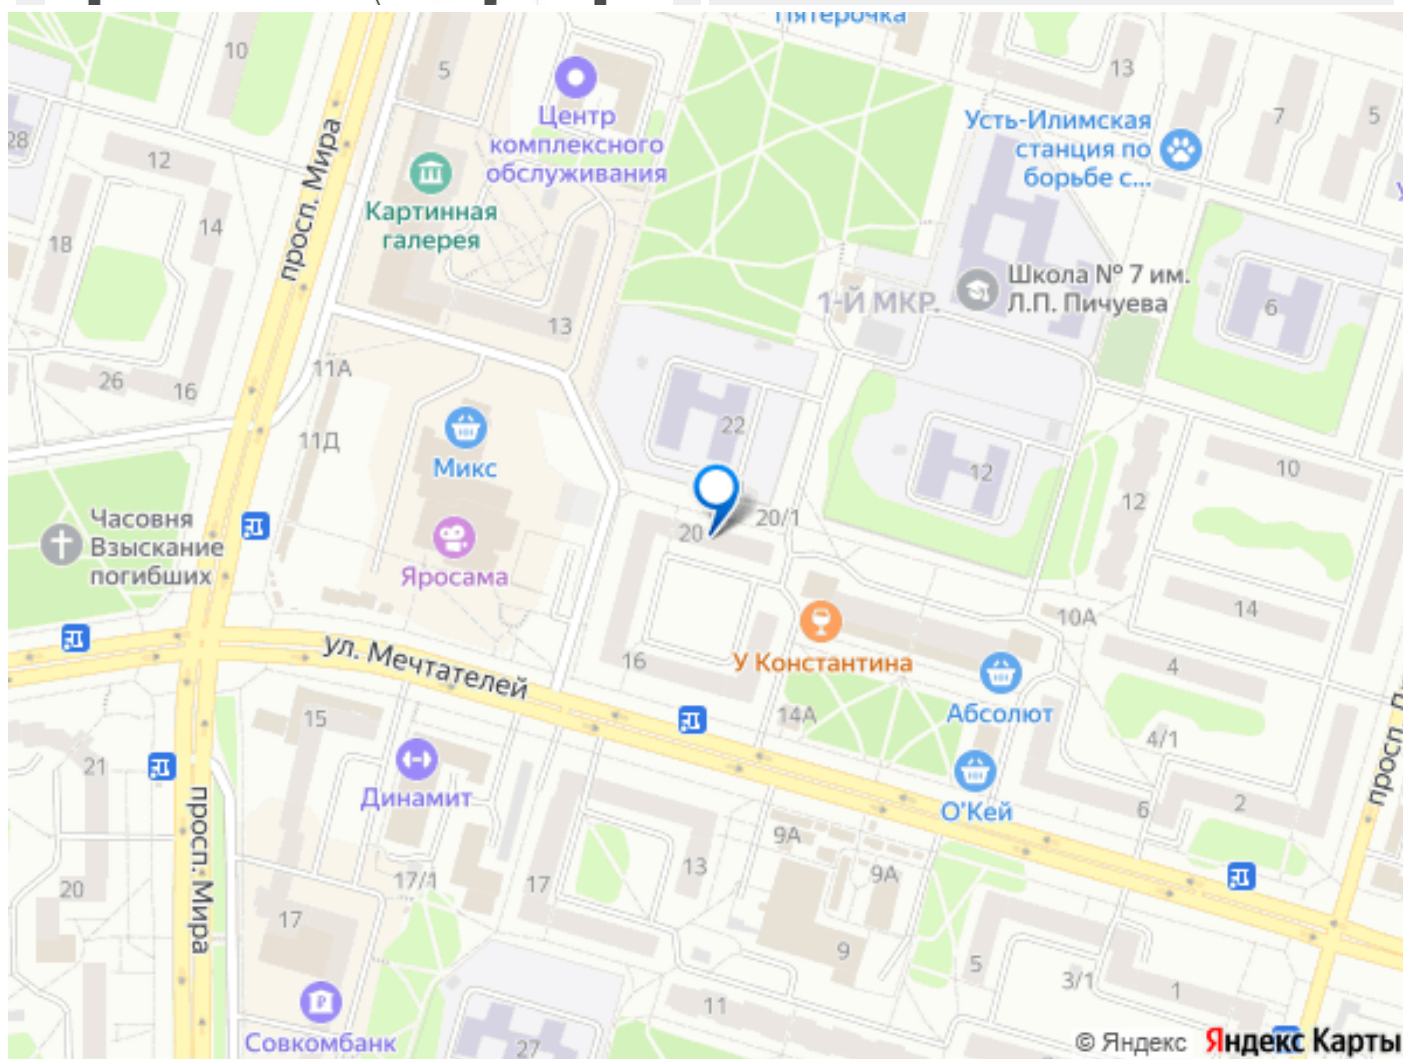 Пятерочка
10
5
13
7
5
Центр
комплексного
обслуживания
Усть-Илимская
станция по
борьбе с...
28
12
просп. Мира
Картинная
галерея
14
18
Школа № 7 им.
Л.П. Пичуева
1-Й МКР.
6
13
11А
26
16
22
11Д
Микс
12
12
10
Часовня
Взыскание
погибших
20
20/1
Яросама
10А
14
ул. Мечтателей
16
У Константина
4
Абсолют
14А
15
4/1
21
Динамит
О'Кей
6
2
просп. Мира
9А
13
17/1
17
9А
20
17
9
5
3/1
1
11
Совкомбанк
27
© Яндекс Яндекс Карты